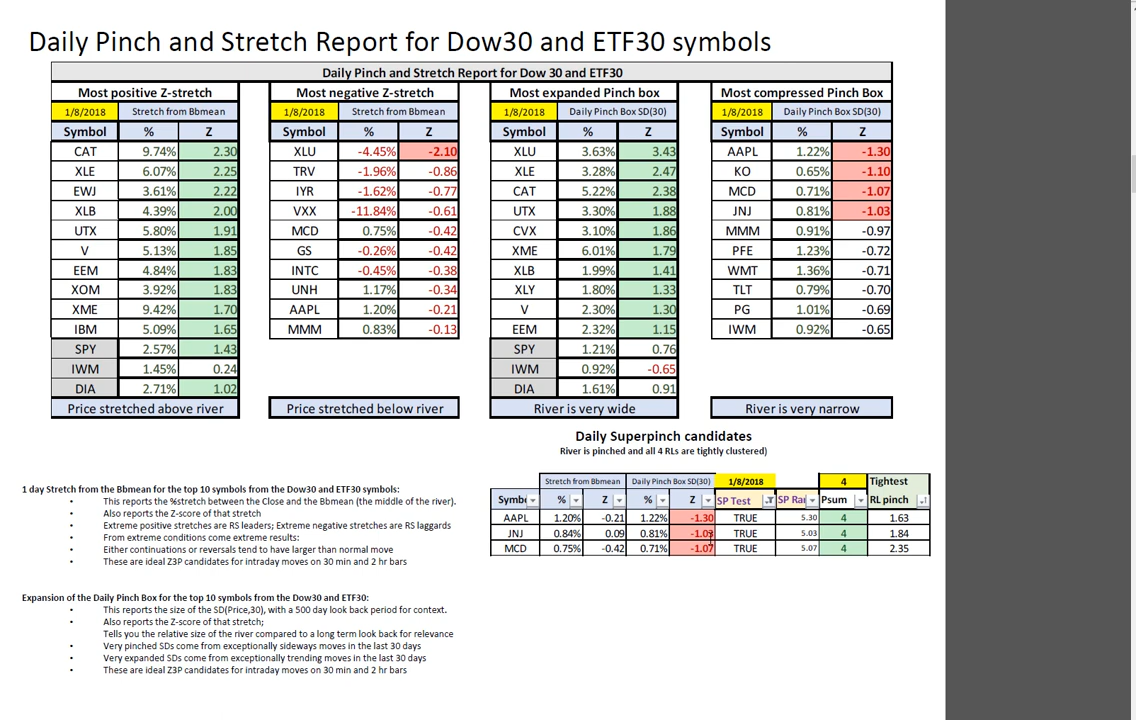 Daily Pinch and Stretch Report for Dow30 and ETF30 symbols
Daily Pinch and Stretch Report for Dow 30 and ETF30
Most positive Z-stretch
1/8/2018 Stretch from Bbmean
Symbol % Z
CAT 9.74% 2.30
XLE 6.07% 2.25
EWJ 3.61% 2.22
XLB 4.39% 2.00
UTX 5.80% 1.91
V 5.13% 1.85
EEM 4.84% 1.83
XOM 3.92% 1.83
XME 9.42% 1.70
IBM 5.09% 1.65
SPY 2.57% 1.43
IWM 1.45% 0.24
DIA 2.71% 1.02
Price stretched above river
Most negative Z-stretch
1/8/2018 Stretch from Bbmean
Symbol % Z
XLU -4.45% -2.10
TRV -1.96% -0.86
IYR -1.62% -0.77
VXX -11.84% -0.61
MCD 0.75% -0.42
GS -0.26% -0.42
INTC -0.45% -0.38
UNH 1.17% -0.34
AAPL 1.20% -0.21
MMM 0.83% -0.13
Price stretched below river
Most expanded Pinch box
1/8/2018 Daily Pinch Box SD(30)
Symbol % Z
XLU 3.63% 3.43
XLE 3.28% 2.47
CAT 5.22% 2.38
UTX 3.30% 1.88
CVX 3.10% 1.86
XME 6.01% 1.79
XLB 1.99% 1.41
XLY 1.80% 1.33
V 2.30% 1.30
EEM 2.32% 1.15
SPY 1.21% 0.76
IWM 0.92% -0.65
DIA 1.61% 0.91
River is very wide
Most compressed Pinch Box
1/8/2018 Daily Pinch Box SD(30)
Symbol % Z
AAPL 1.22% -1.30
KO 0.65% -1.10
MCD 0.71% -1.07
JNJ 0.81% -1.03
MMM 0.91% -0.97
PFE 1.23% -0.72
WMT 1.36% -0.71
TLT 0.79% -0.70
PG 1.01% -0.69
IWM 0.92% -0.65
River is very narrow
Daily Superpinch candidates
River is pinched and all 4 RLs are tightly clustered)
Stretch from Bbmean Daily Pinch Box SD(30) 1/8/2018 4 Tightest
Symb % Z % Z SP Test SP Ra Psum RL pinch
AAPL 1.20% -0.21 1.22% -1.30 TRUE 5.30 4 1.63
JNJ 0.84% 0.09 0.81% -1.03 TRUE 5.03 4 1.84
MCD 0.75% -0.42 0.71% -1.07 TRUE 5.07 4 2.35
1 day Stretch from the Bbmean for the top 10 symbols from the Dow30 and ETF30 symbols:
• This reports the %stretch between the Close and the Bbmean (the middle of the river).
• Also reports the Z-score of that stretch
• Extreme positive stretches are RS leaders; Extreme negative stretches are RS laggards
• From extreme conditions come extreme results:
• Either continuations or reversals tend to have larger than normal move
• These are ideal Z3P candidates for intraday moves on 30 min and 2 hr bars
Expansion of the Daily Pinch Box for the top 10 symbols from the Dow30 and ETF30:
• This reports the size of the SD(Price,30), with a 500 day look back period for context.
• Also reports the Z-score of that stretch;
Tells you the relative size of the river compared to a long term look back for relevance
• Very pinched SDs come from exceptionally sideways moves in the last 30 days
• Very expanded SDs come from exceptionally trending moves in the last 30 days
• These are ideal Z3P candidates for intraday moves on 30 min and 2 hr bars